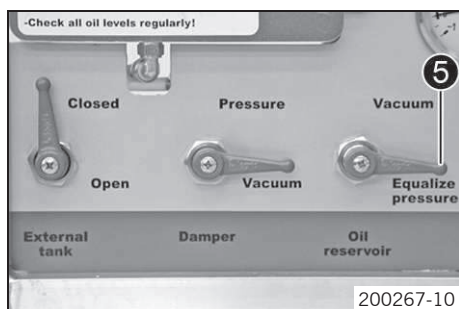 -Check all oil levels regularly!
5
Closed
Pressure
Vacuum
Open
Vacuum
Equalize
pressure
External
tank
Damper
Oil
reservoir
200267-10